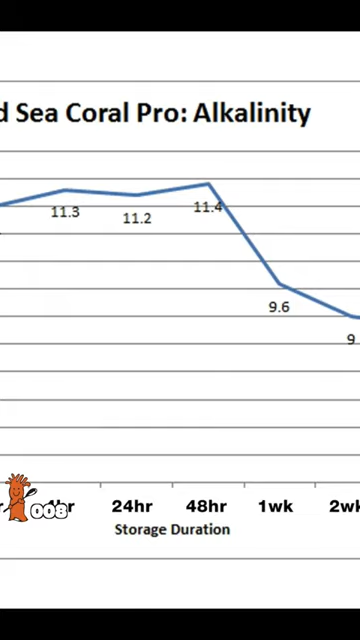 d Sea Coral Pro: Alkalinity
11.3
11.2
11.4
9.6
9
24hr
48hr
1wk
2wk
Storage Duration
008